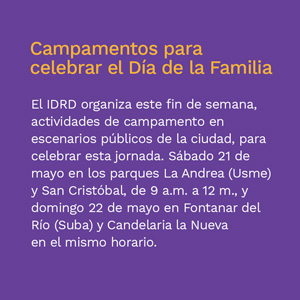 Campamentos para
celebrar el Día de la Familia
El IDRD organiza este fin de semana,
actividades de campamento en
escenarios públicos de la ciudad, para
celebrar esta jornada. Sábado 21 de
mayo en los parques La Andrea (Usme)
y San Cristóbal, de 9 a.m. a 12 m., y
domingo 22 de mayo en Fontanar del
Río (Suba) y Candelaria la Nueva
en el mismo horario.